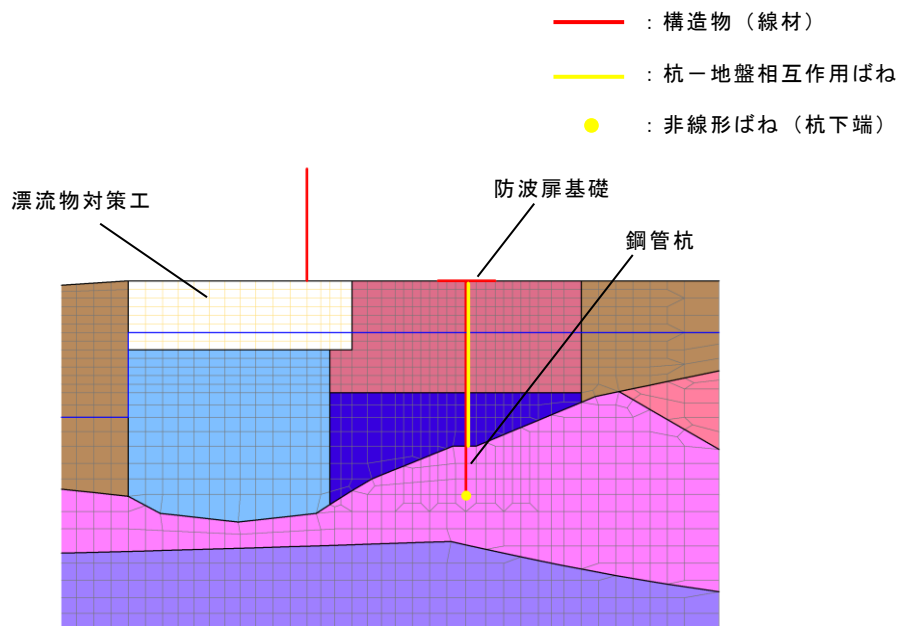 ：構造物（線材）
：杭－地盤相互作用ばね
：非線形ばね（杭下端）
漂流物対策工
防波扉基礎
鋼管杭